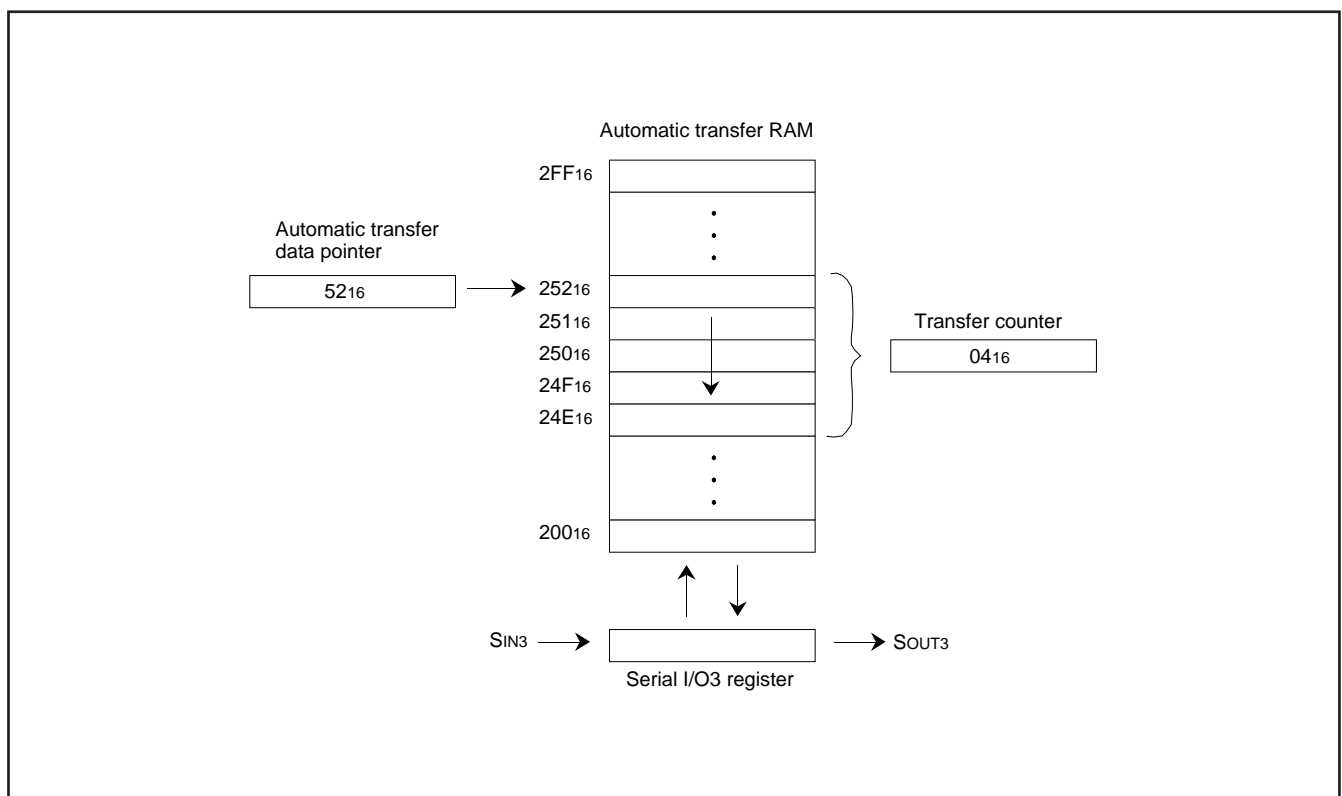 Automatic transfer RAM
2FF16
Automatic transfer
data pointer
5216
25216
25116
25016
24F16
24E16
Transfer counter
0416
20016
SIN3
SOUT3
Serial I/O3 register